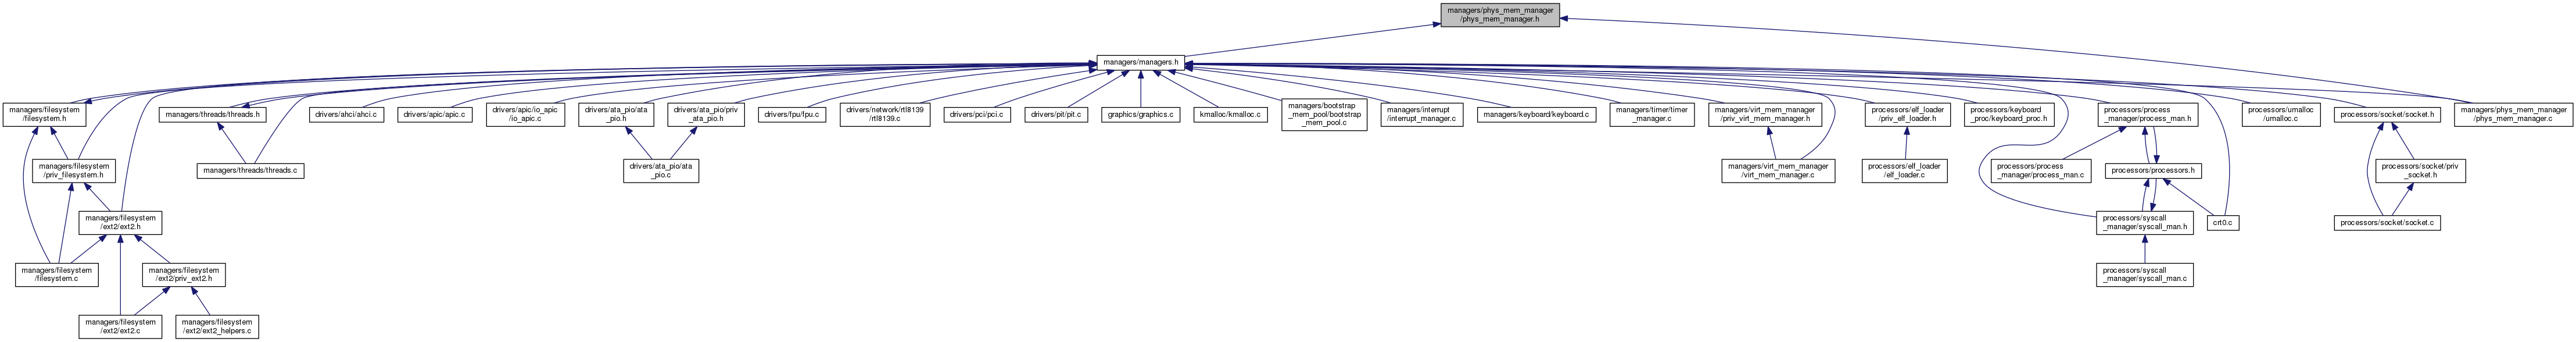 managers/phys_mem_manager
/phys_mem_manager.h
managers/managers.h
managers/filesystem
/filesystem.h
managers/threads/threads.h
drivers/ahci/ahci.c
drivers/apic/apic.c
drivers/apic/io_apic
/io_apic.c
drivers/ata_pio/ata
_pio.h
drivers/ata_pio/priv
_ata_pio.h
drivers/fpu/fpu.c
drivers/network/rtl8139
/rtl8139.c
drivers/pci/pci.c
drivers/pit/pit.c
graphics/graphics.c
kmalloc/kmalloc.c
managers/bootstrap
_mem_pool/bootstrap
_mem_pool.c
managers/interrupt
/interrupt_manager.c
managers/keyboard/keyboard.c
managers/timer/timer
_manager.c
managers/virt_mem_manager
/priv_virt_mem_manager.h
processors/elf_loader
/priv_elf_loader.h
processors/keyboard
_proc/keyboard_proc.h
processors/process
_manager/process_man.h
processors/umalloc
/umalloc.c
processors/socket/socket.h
managers/phys_mem_manager
/phys_mem_manager.c
managers/filesystem
/priv_filesystem.h
managers/threads/threads.c
drivers/ata_pio/ata
_pio.c
managers/virt_mem_manager
/virt_mem_manager.c
processors/elf_loader
/elf_loader.c
processors/process
_manager/process_man.c
processors/processors.h
processors/socket/priv
_socket.h
managers/filesystem
/ext2/ext2.h
processors/syscall
_manager/syscall_man.h
crt0.c
processors/socket/socket.c
managers/filesystem
/filesystem.c
managers/filesystem
/ext2/priv_ext2.h
processors/syscall
_manager/syscall_man.c
managers/filesystem
/ext2/ext2.c
managers/filesystem
/ext2/ext2_helpers.c